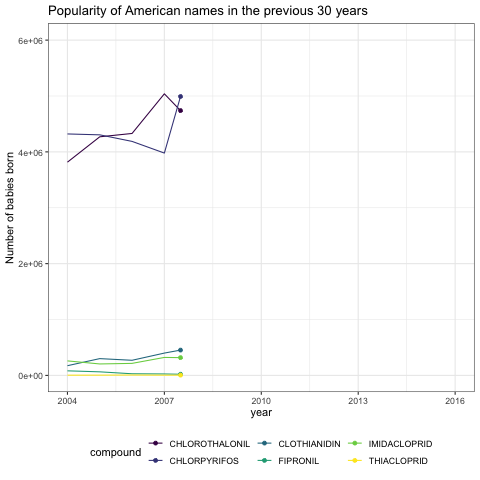 Popularity of American names in the previous 30 years
6e+06
4e+06
2e+06
0e+00
Number of babies born
2004 2007 2010 2013 2016
year
compound
CHLOROTHALONIL CLOTHIANIDIN IMIDACLOPRID
CHLORPYRIFOS FIPRONIL THIACLOPRID